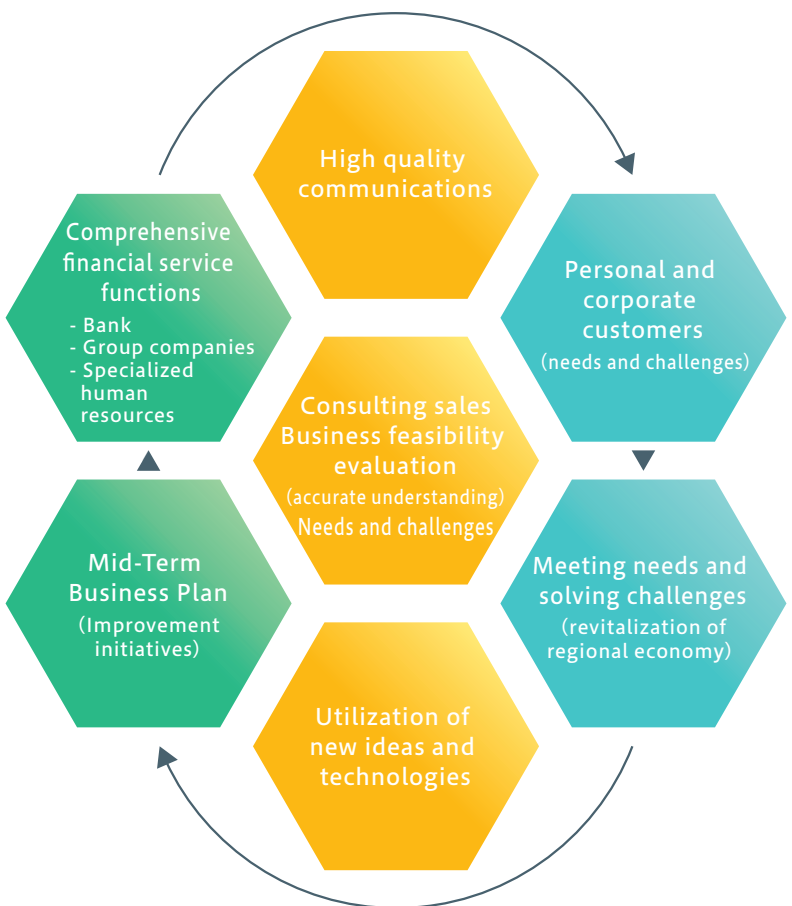 High quality
communications
Comprehensive
financial service
functions
- Bank
- Group companies
- Specialized
human
resources
Personal and
corporate
customers
(needs and challenges)
Consulting sales
Business feasibility
evaluation
(accurate understanding)
Needs and challenges
Mid-Term
Business Plan
(Improvement
initiatives)
Meeting needs and
solving challenges
(revitalization of
regional economy)
Utilization of
new ideas and
technologies